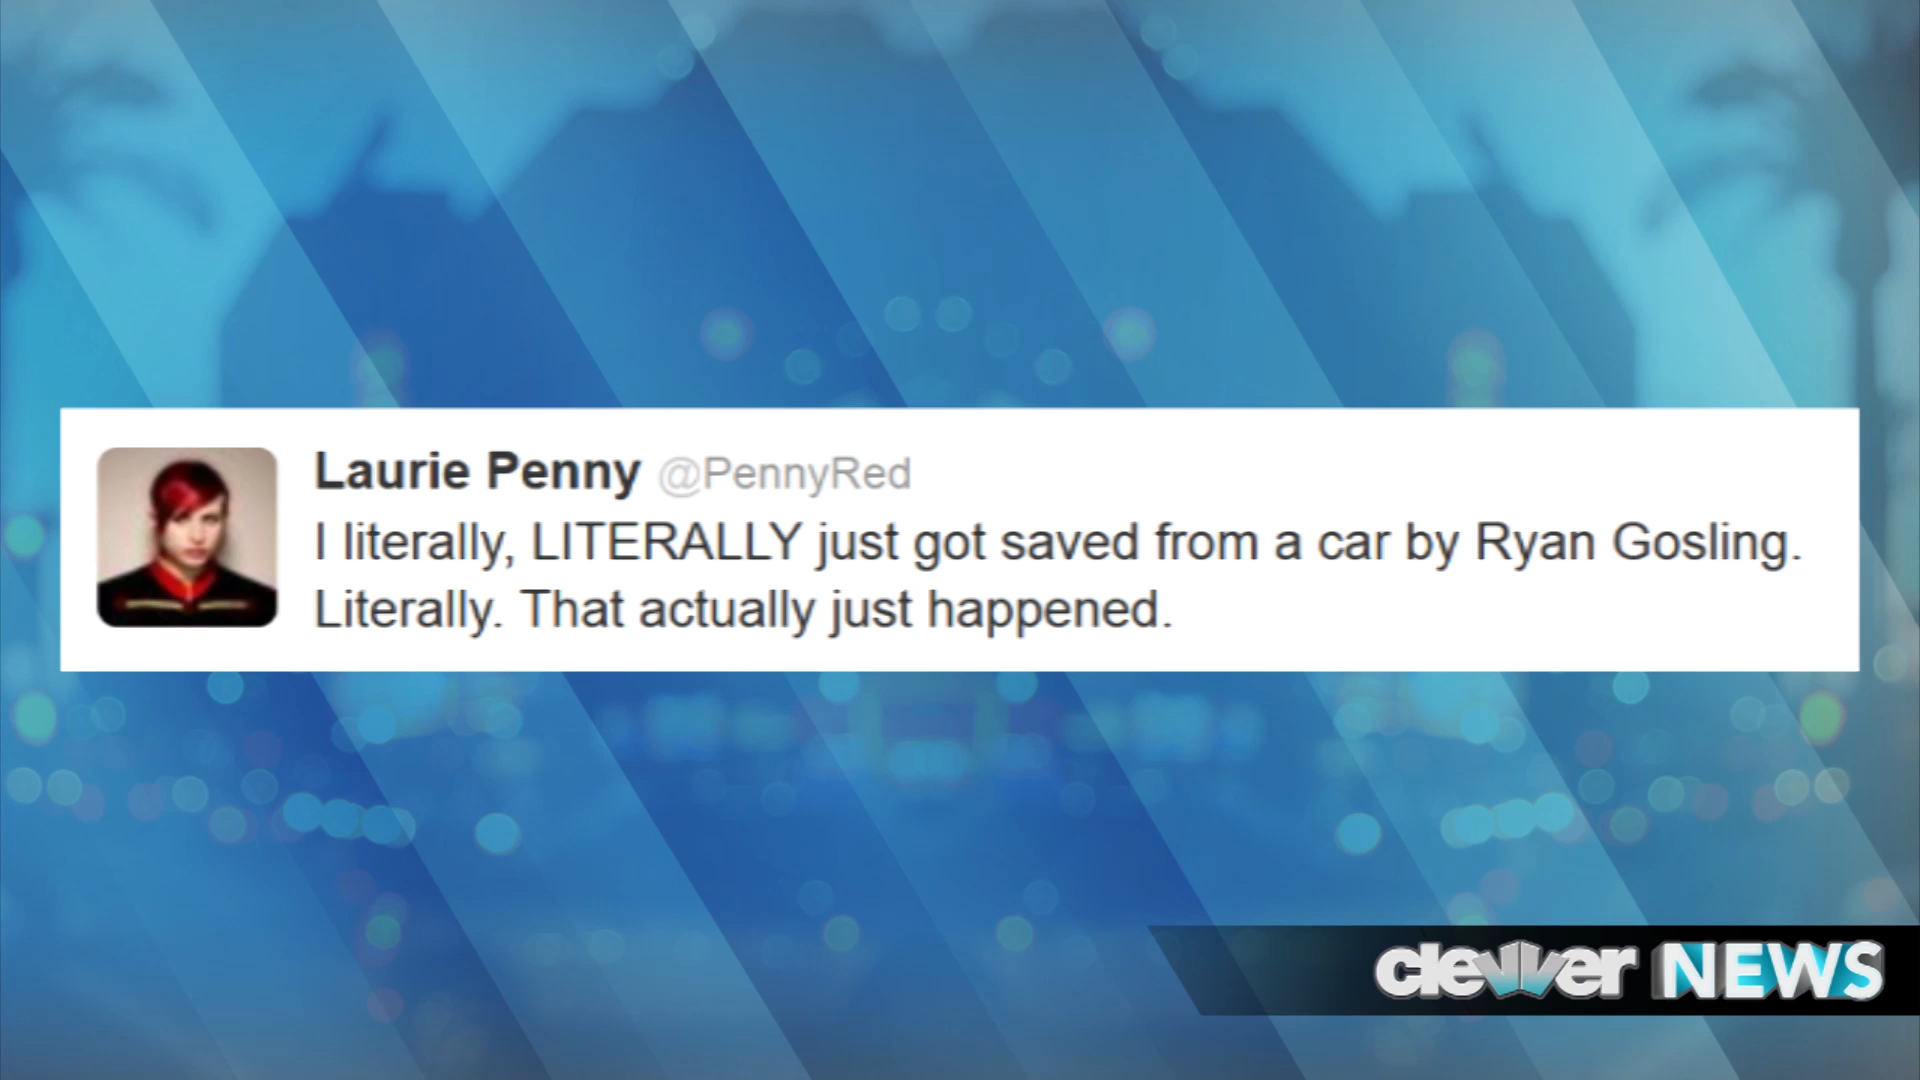 Laurie Penny @PennyRed
I literally, LITERALLY just got saved from a car by Ryan Gosling.
Literally. That actually just happened.
clevver NEWS